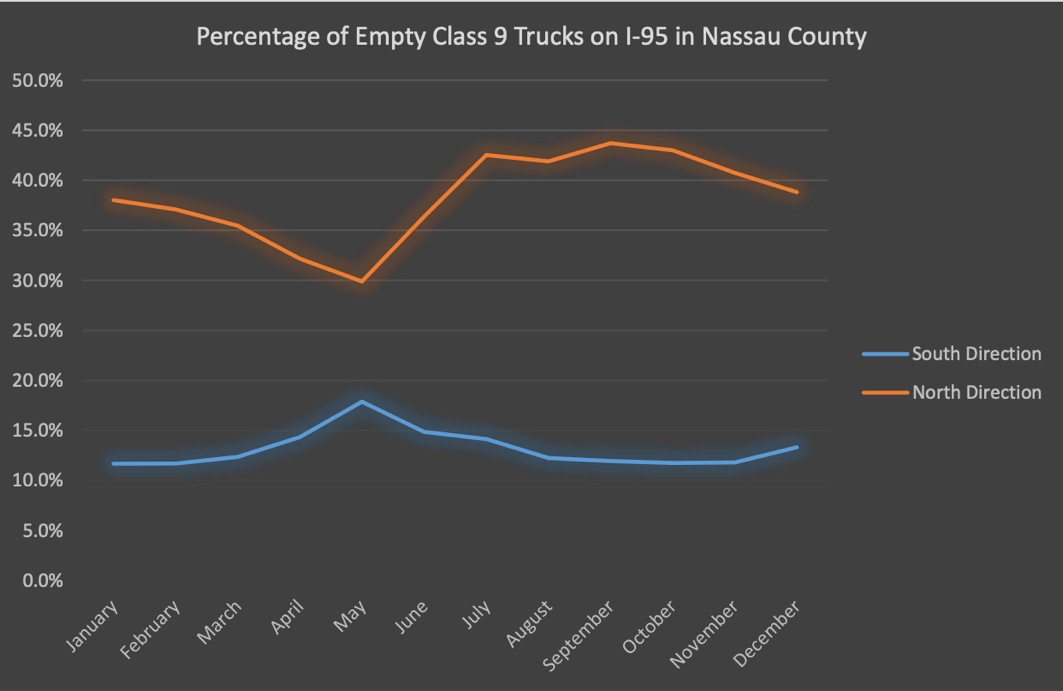 Percentage of Empty Class 9 Trucks on I-95 in Nassau County
50.0%
45.0%
40.0%
35.0%
30.0%
25.0%
20.0%
15.0%
10.0%
5.0%
0.0%
January
February
March
April
May
June
July
August
September
October
November
December
South Direction
North Direction